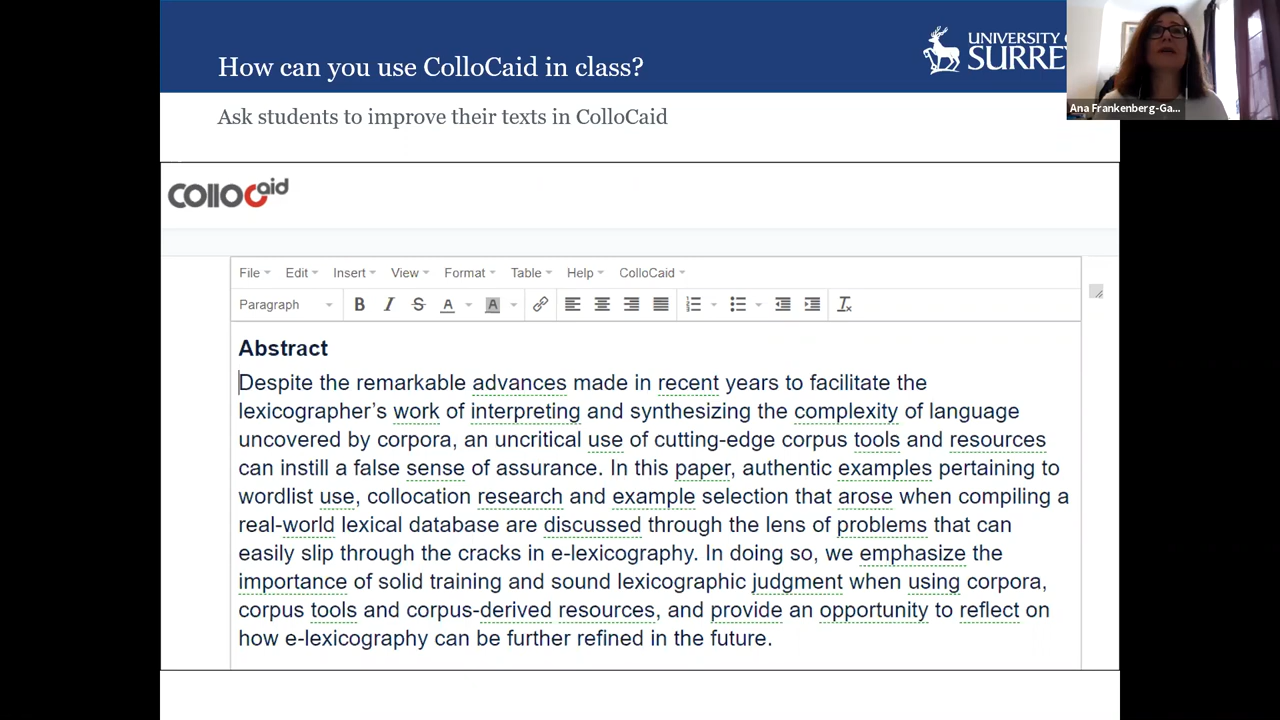 How can you use ColloCaid in class?
UNIVERSITY O
SURRE
Ana Frankenberg-Ga...
Ask students to improve their texts in ColloCaid
collocaid
File Edit Insert View Format Table Help ColloCaid
Paragraph B I S A A
Abstract
Despite the remarkable advances made in recent years to facilitate the
lexicographer’s work of interpreting and synthesizing the complexity of language
uncovered by corpora, an uncritical use of cutting-edge corpus tools and resources
can instill a false sense of assurance. In this paper, authentic examples pertaining to
wordlist use, collocation research and example selection that arose when compiling a
real-world lexical database are discussed through the lens of problems that can
easily slip through the cracks in e-lexicography. In doing so, we emphasize the
importance of solid training and sound lexicographic judgment when using corpora,
corpus tools and corpus-derived resources, and provide an opportunity to reflect on
how e-lexicography can be further refined in the future.